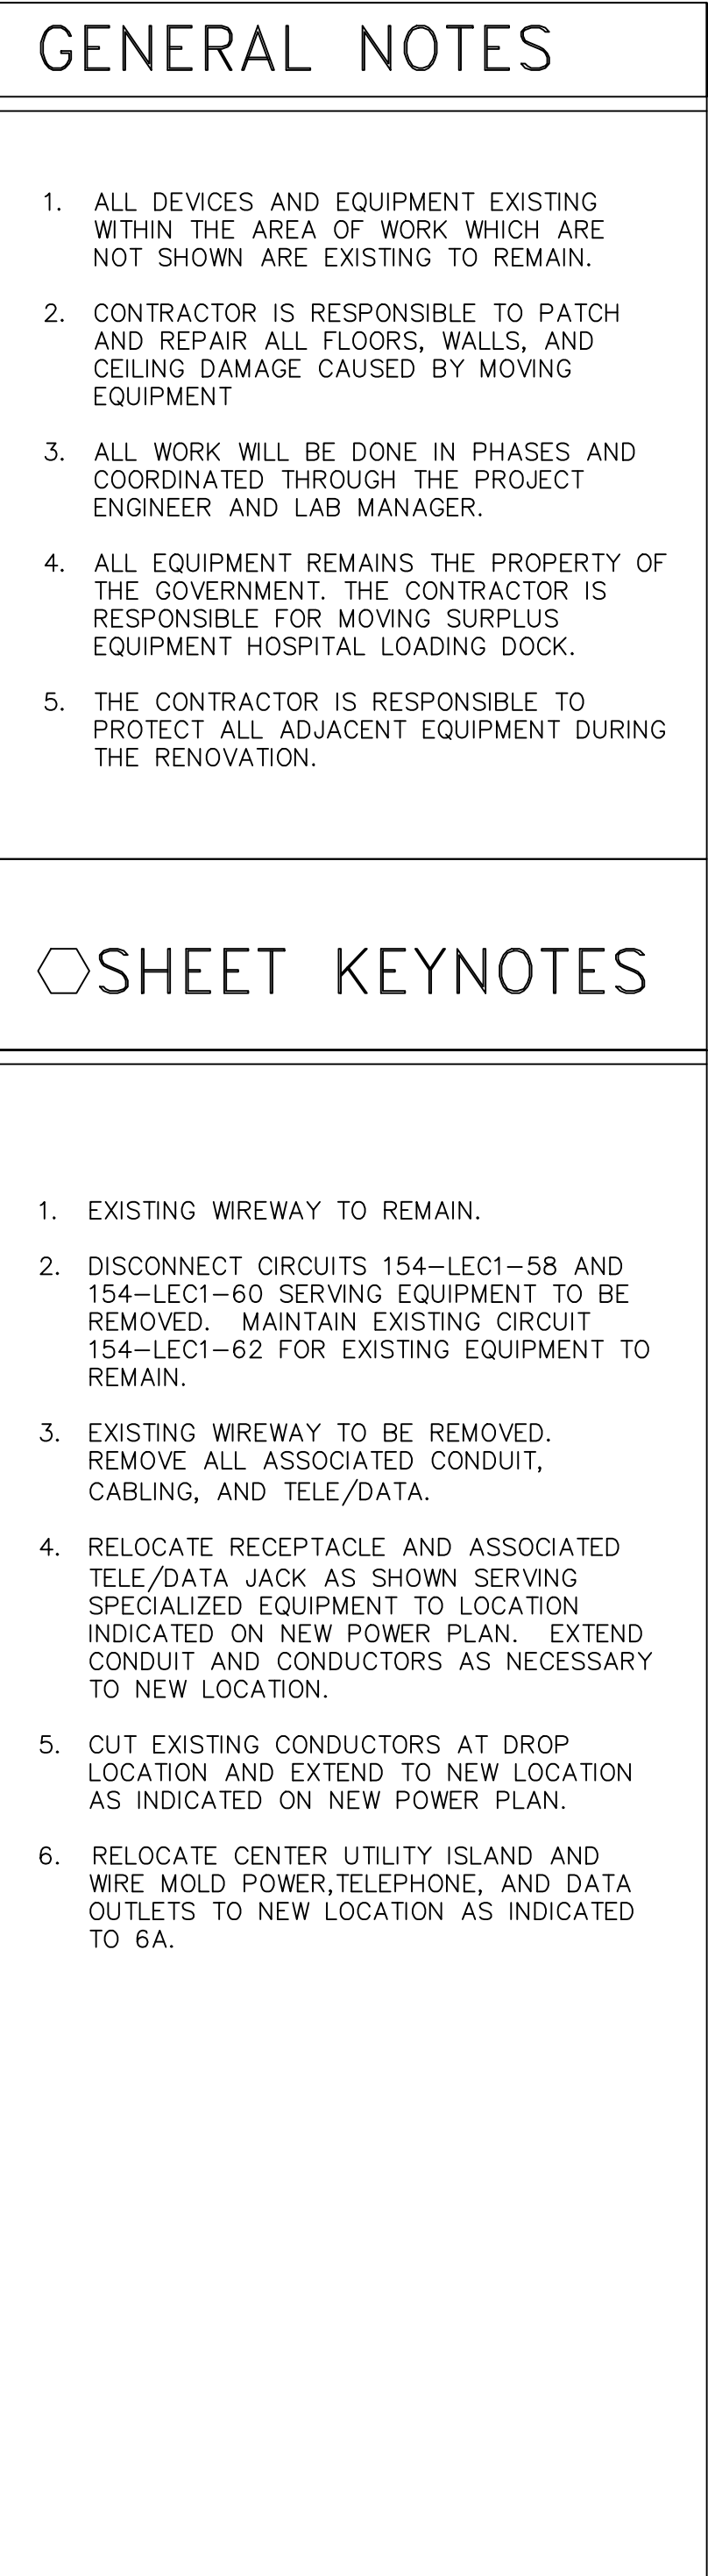 GENERAL NOTES
1. ALL DEVICES AND EQUIPMENT EXISTING
WITHIN THE AREA OF WORK WHICH ARE
NOT SHOWN ARE EXISTING TO REMAIN.
2. CONTRACTOR IS RESPONSIBLE TO PATCH
AND REPAIR ALL FLOORS, WALLS, AND
CEILING DAMAGE CAUSED BY MOVING
EQUIPMENT
3. ALL WORK WILL BE DONE IN PHASES AND
COORDINATED THROUGH THE PROJECT
ENGINEER AND LAB MANAGER.
4. ALL EQUIPMENT REMAINS THE PROPERTY OF
THE GOVERNMENT. THE CONTRACTOR IS
RESPONSIBLE FOR MOVING SURPLUS
EQUIPMENT HOSPITAL LOADING DOCK.
5. THE CONTRACTOR IS RESPONSIBLE TO
PROTECT ALL ADJACENT EQUIPMENT DURING
THE RENOVATION.
SHEET KEYNOTES
1. EXISTING WIREWAY TO REMAIN.
2. DISCONNECT CIRCUITS 154-LEC1-58 AND
154-LEC1-60 SERVING EQUIPMENT TO BE
REMOVED. MAINTAIN EXISTING CIRCUIT
154-LEC1-62 FOR EXISTING EQUIPMENT TO
REMAIN.
3. EXISTING WIREWAY TO BE REMOVED.
REMOVE ALL ASSOCIATED CONDUIT,
CABLING, AND TELE/DATA.
4. RELOCATE RECEPTACLE AND ASSOCIATED
TELE/DATA JACK AS SHOWN SERVING
SPECIALIZED EQUIPMENT TO LOCATION
INDICATED ON NEW POWER PLAN. EXTEND
CONDUIT AND CONDUCTORS AS NECESSARY
TO NEW LOCATION.
5. CUT EXISTING CONDUCTORS AT DROP
LOCATION AND EXTEND TO NEW LOCATION
AS INDICATED ON NEW POWER PLAN.
6. RELOCATE CENTER UTILITY ISLAND AND
WIRE MOLD POWER,TELEPHONE, AND DATA
OUTLETS TO NEW LOCATION AS INDICATED
TO 6A.